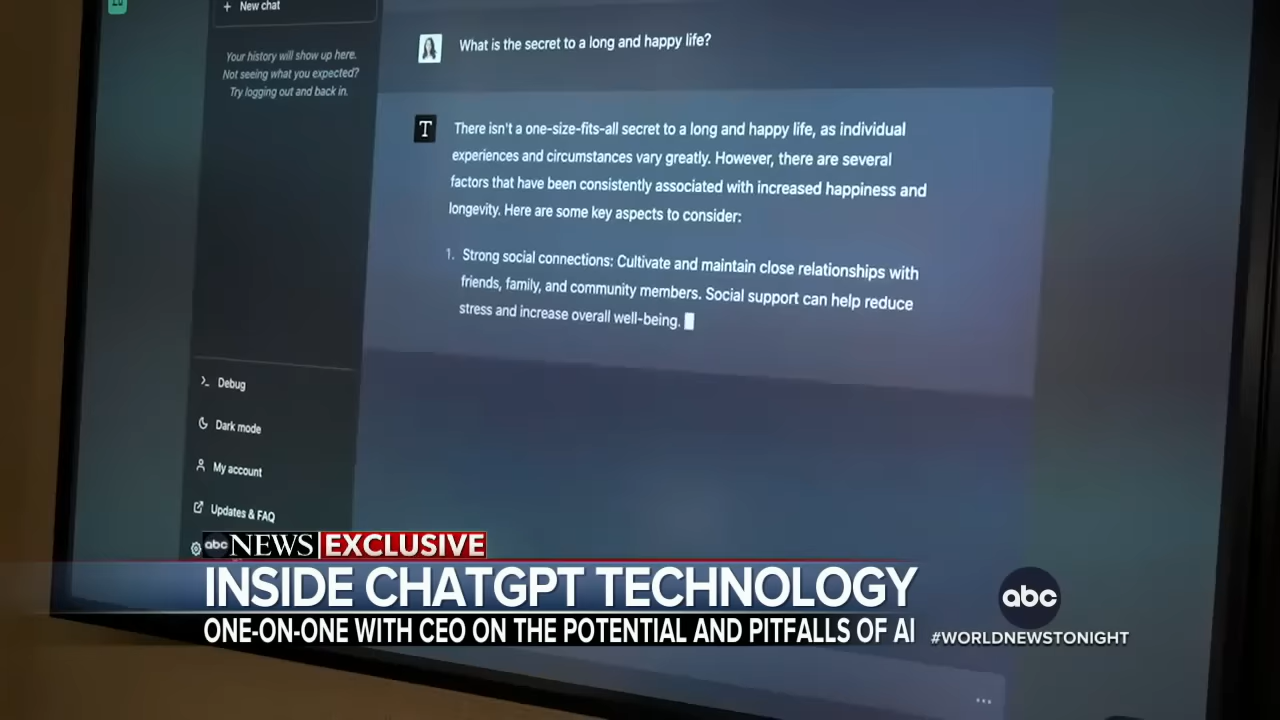 + New chat
Your history will show up here.
Not seeing what you expected?
Try logging out and back in.
What is the secret to a long and happy life?
T
There isn't a one-size-fits-all secret to a long and happy life, as individual
experiences and circumstances vary greatly. However, there are several
factors that have been consistently associated with increased happiness and
longevity. Here are some key aspects to consider:
1. Strong social connections: Cultivate and maintain close relationships with
friends, family, and community members. Social support can help reduce
stress and increase overall well-being.
Debug
Dark mode
My account
Updates & FAQ
abc NEWS EXCLUSIVE
INSIDE CHATGPT TECHNOLOGY
ONE-ON-ONE WITH CEO ON THE POTENTIAL AND PITFALLS OF AI
abc
#WORLDNEWSTONIGHT